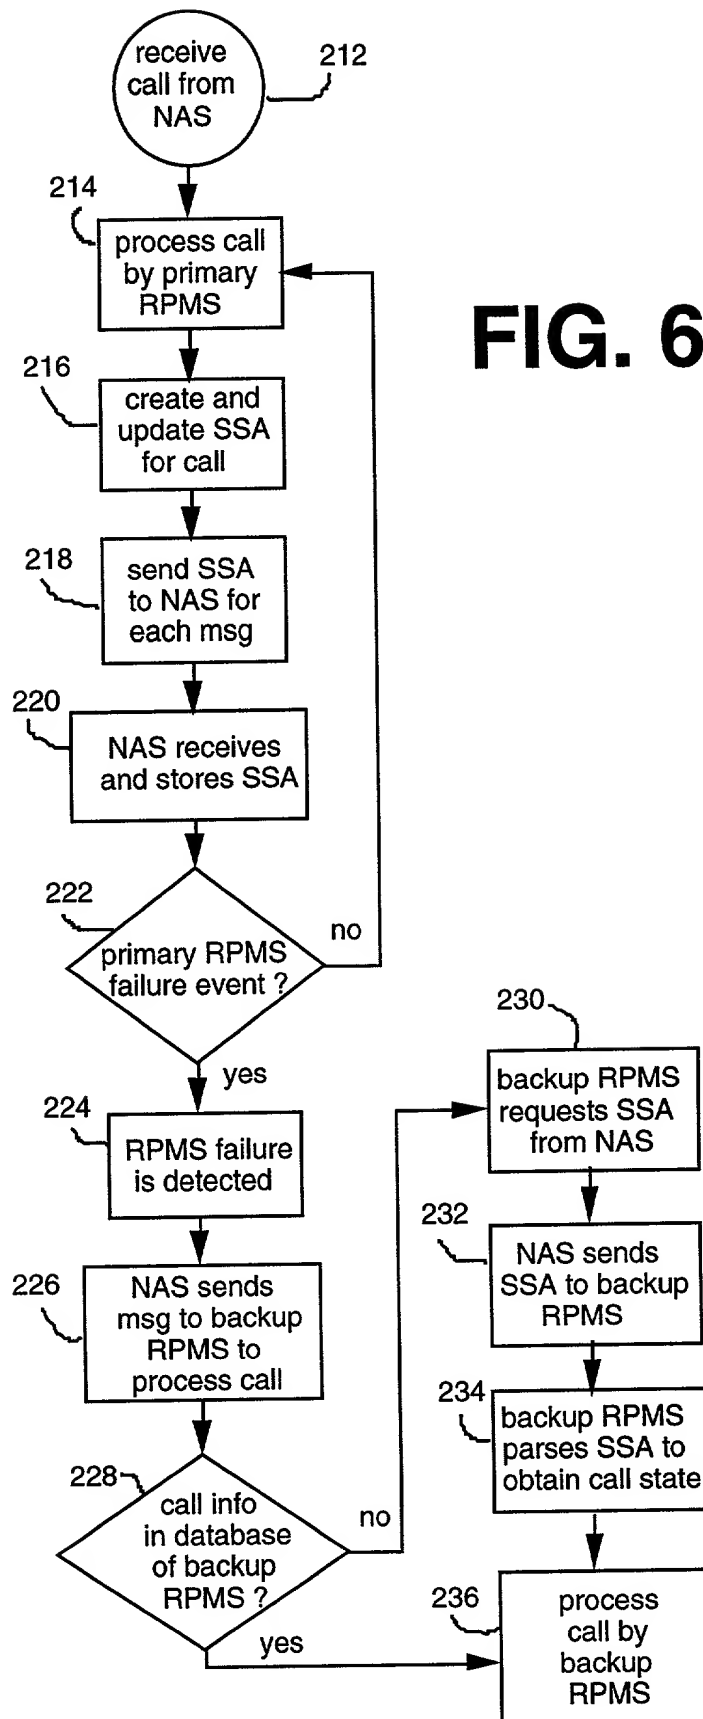 receive
call from
NAS
212
214
process call
by primary
RPMS
FIG. 6
216
create and
update SSA
for call
218
send SSA
to NAS for
each msg
220
NAS receives
and stores SSA
222
primary RPMS
failure event ?
no
yes
224
RPMS failure
is detected
226
NAS sends
msg to backup
RPMS to
process call
228
call info
in database
of backup
RPMS ?
no
yes
230
backup RPMS
requests SSA
from NAS
232
NAS sends
SSA to backup
RPMS
234
backup RPMS
parses SSA to
obtain call state
236
process
call by
backup
RPMS